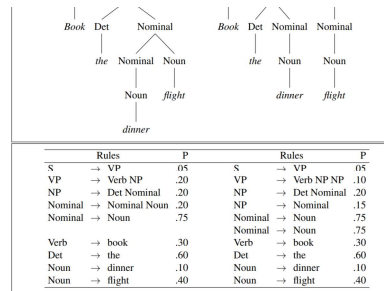 Book Det Nominal Book Det Nominal Nominal
the Nominal Noun the Noun Noun
Noun flight dinner flight
dinner
Rules P Rules P
S → VP .05 S → VP .05
VP → Verb NP .20 VP → Verb NP NP .10
NP → Det Nominal .20 NP → Det Nominal .20
Nominal → Nominal Noun .20 NP → Nominal .15
Nominal → Noun .75 Nominal → Noun .75
Nominal → Noun .75
Verb → book .30 Verb → book .30
Det → the .60 Det → the .60
Noun → dinner .10 Noun → dinner .10
Noun → flight .40 Noun → flight .40